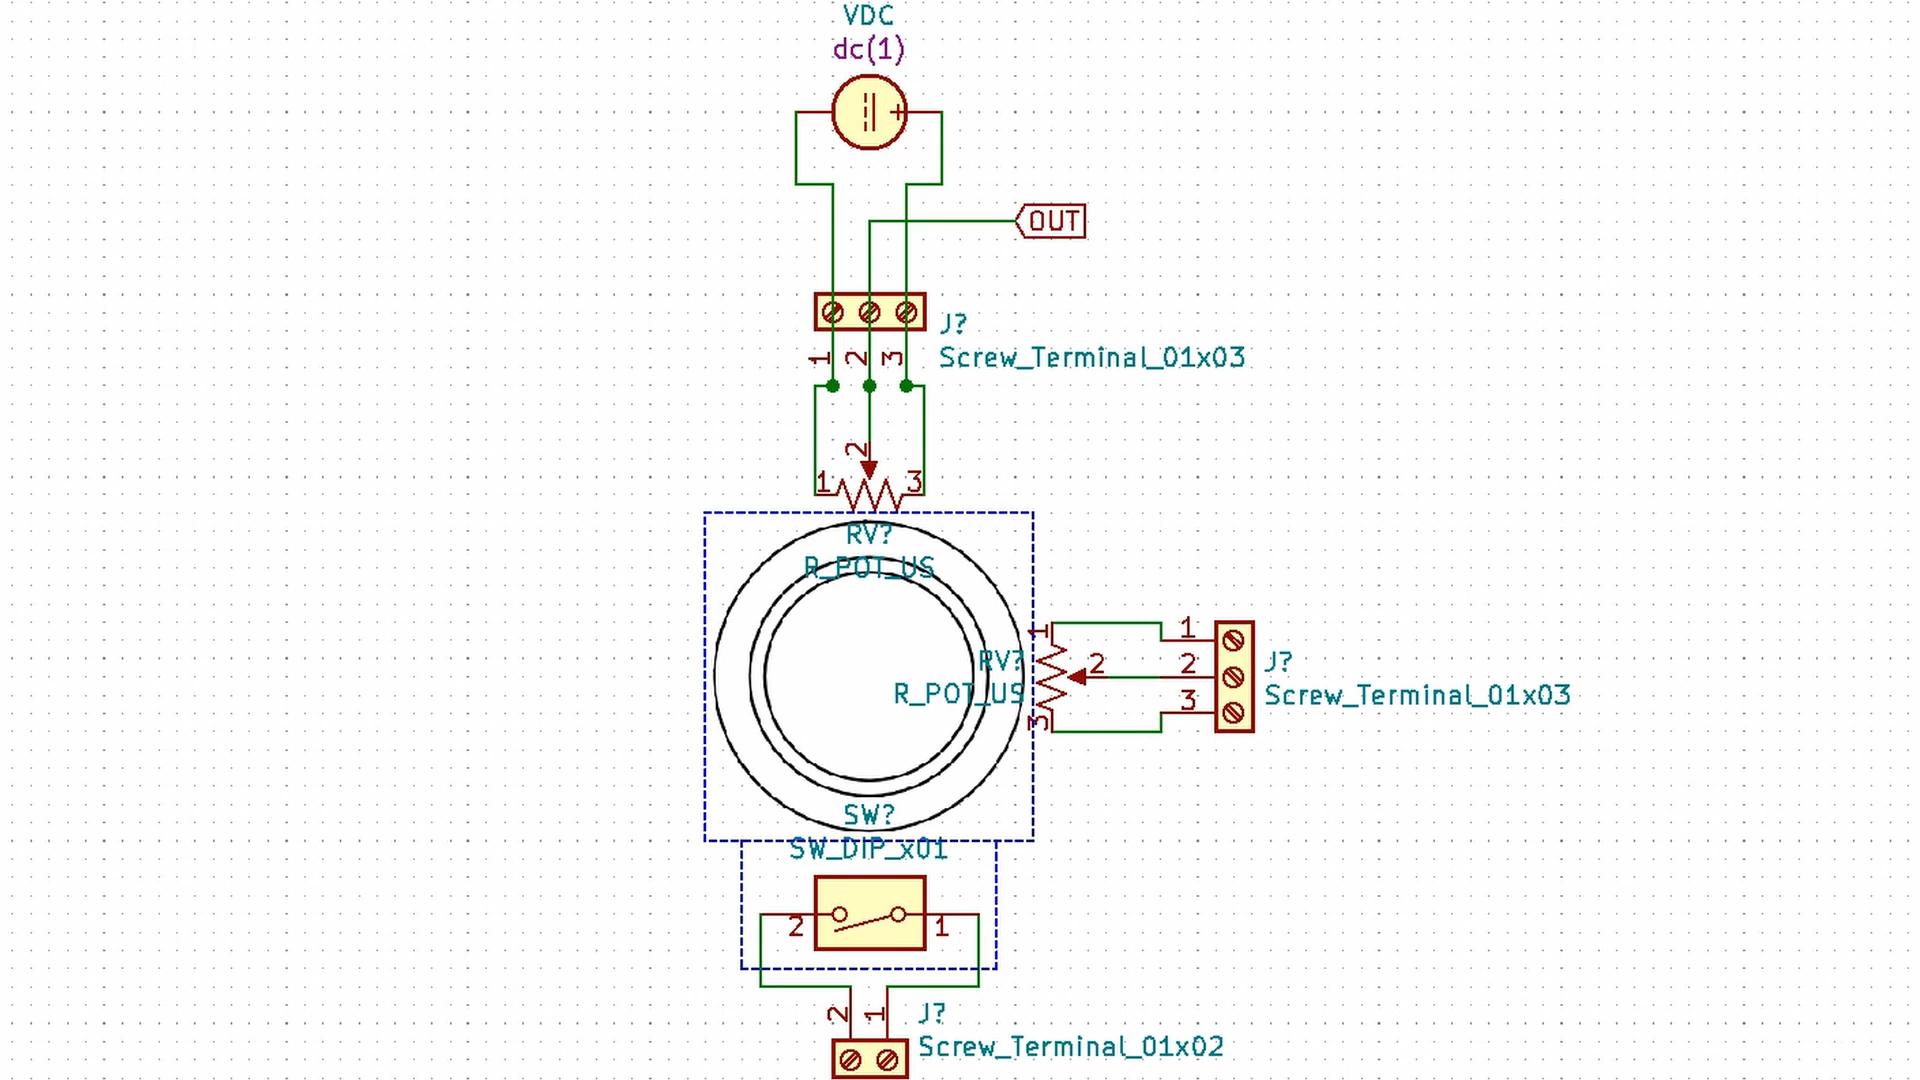 VDC
dc(1)
OUT
J?
Screw_Terminal_01x03
1 2 3
2
1 3
RV?
R_POT_US
1
RV?
R_POT_US
2
3
1
2
3
J?
Screw_Terminal_01x03
SW?
SW_DIP_x01
2 1
2 1
J?
Screw_Terminal_01x02